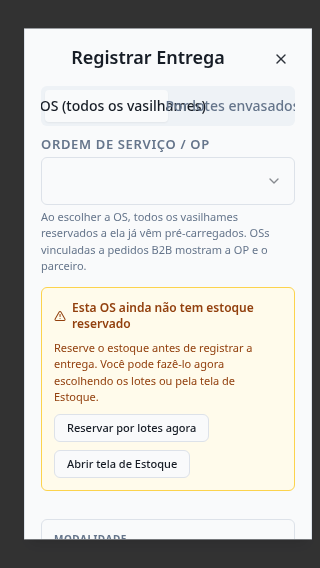 Registrar Entrega
OS (todos os vasilhames)
lotes envasados
ORDEM DE SERVIÇO / OP
Ao escolher a OS, todos os vasilhames
reservados a ela já vêm pré-carregados. OSs
vinculadas a pedidos B2B mostram a OP e o
parceiro.
Esta OS ainda não tem estoque
reservado
Reserve o estoque antes de registrar a
entrega. Você pode fazê-lo agora
escolhendo os lotes ou pela tela de
Estoque.
Reservar por lotes agora
Abrir tela de Estoque
MODALIDADE